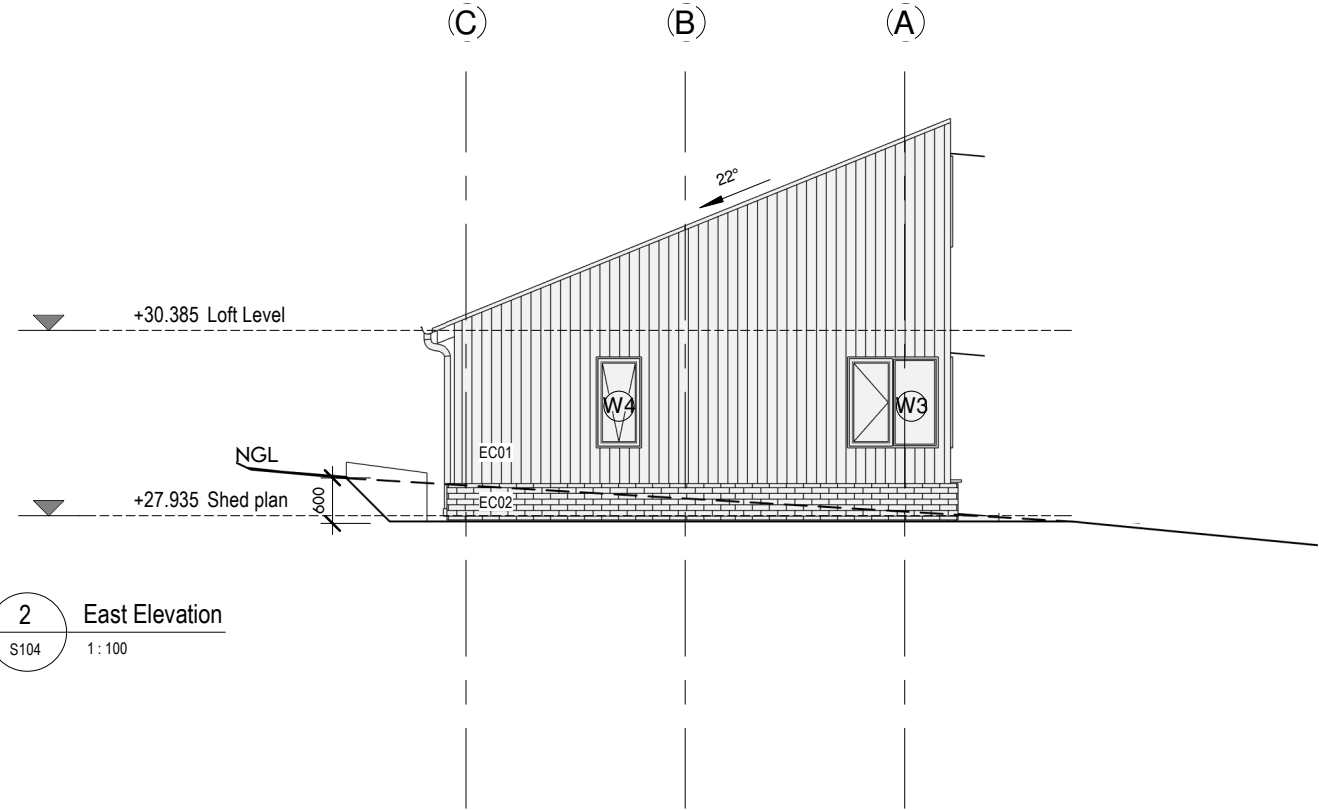 C B A
22°
+30.385 Loft Level
W4 W3
EC01
NGL
+27.935 Shed plan
600
EC02
2 East Elevation
S104 1 : 100